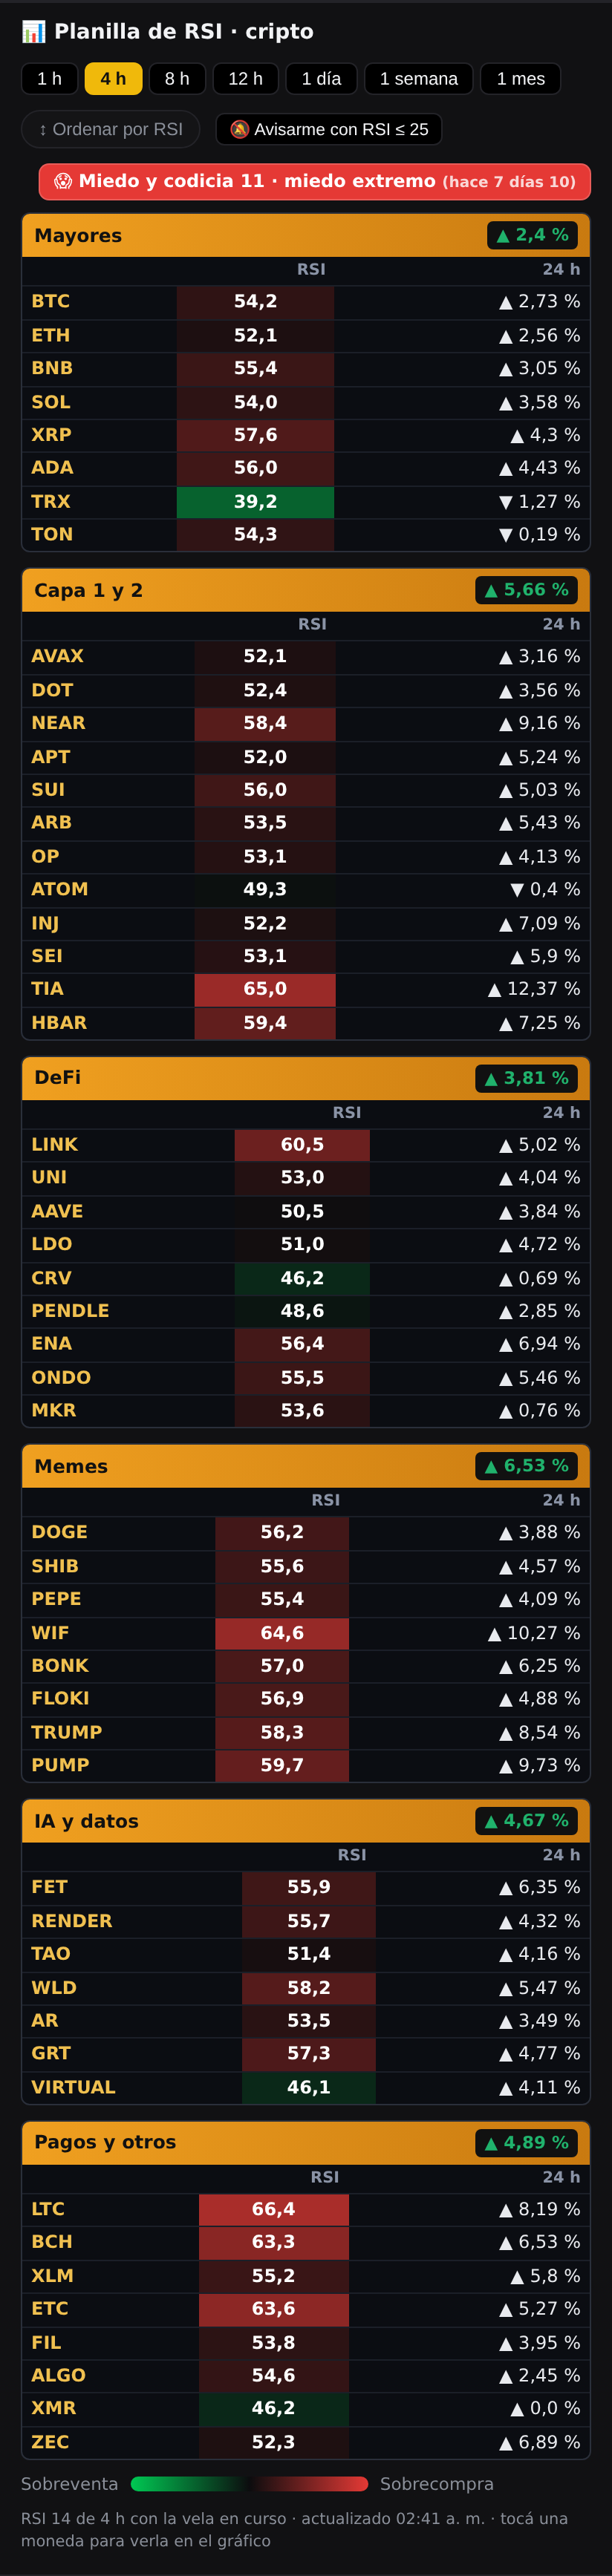 📊 Planilla de RSI · cripto
1 h 4 h 8 h 12 h 1 día 1 semana 1 mes
↕ Ordenar por RSI 🔕 Avisarme con RSI ≤ 25
😱 Miedo y codicia 11 · miedo extremo (hace 7 días 10)
Mayores ▲ 2,4 %
RSI 24 h
BTC 54,2 ▲ 2,73 %
ETH 52,1 ▲ 2,56 %
BNB 55,4 ▲ 3,05 %
SOL 54,0 ▲ 3,58 %
XRP 57,6 ▲ 4,3 %
ADA 56,0 ▲ 4,43 %
TRX 39,2 ▼ 1,27 %
TON 54,3 ▼ 0,19 %
Capa 1 y 2 ▲ 5,66 %
RSI 24 h
AVAX 52,1 ▲ 3,16 %
DOT 52,4 ▲ 3,56 %
NEAR 58,4 ▲ 9,16 %
APT 52,0 ▲ 5,24 %
SUI 56,0 ▲ 5,03 %
ARB 53,5 ▲ 5,43 %
OP 53,1 ▲ 4,13 %
ATOM 49,3 ▼ 0,4 %
INJ 52,2 ▲ 7,09 %
SEI 53,1 ▲ 5,9 %
TIA 65,0 ▲ 12,37 %
HBAR 59,4 ▲ 7,25 %
DeFi ▲ 3,81 %
RSI 24 h
LINK 60,5 ▲ 5,02 %
UNI 53,0 ▲ 4,04 %
AAVE 50,5 ▲ 3,84 %
LDO 51,0 ▲ 4,72 %
CRV 46,2 ▲ 0,69 %
PENDLE 48,6 ▲ 2,85 %
ENA 56,4 ▲ 6,94 %
ONDO 55,5 ▲ 5,46 %
MKR 53,6 ▲ 0,76 %
Memes ▲ 6,53 %
RSI 24 h
DOGE 56,2 ▲ 3,88 %
SHIB 55,6 ▲ 4,57 %
PEPE 55,4 ▲ 4,09 %
WIF 64,6 ▲ 10,27 %
BONK 57,0 ▲ 6,25 %
FLOKI 56,9 ▲ 4,88 %
TRUMP 58,3 ▲ 8,54 %
PUMP 59,7 ▲ 9,73 %
IA y datos ▲ 4,67 %
RSI 24 h
FET 55,9 ▲ 6,35 %
RENDER 55,7 ▲ 4,32 %
TAO 51,4 ▲ 4,16 %
WLD 58,2 ▲ 5,47 %
AR 53,5 ▲ 3,49 %
GRT 57,3 ▲ 4,77 %
VIRTUAL 46,1 ▲ 4,11 %
Pagos y otros ▲ 4,89 %
RSI 24 h
LTC 66,4 ▲ 8,19 %
BCH 63,3 ▲ 6,53 %
XLM 55,2 ▲ 5,8 %
ETC 63,6 ▲ 5,27 %
FIL 53,8 ▲ 3,95 %
ALGO 54,6 ▲ 2,45 %
XMR 46,2 ▲ 0,0 %
ZEC 52,3 ▲ 6,89 %
Sobreventa Sobrecompra
RSI 14 de 4 h con la vela en curso · actualizado 02:41 a. m. · tocá una
moneda para verla en el gráfico